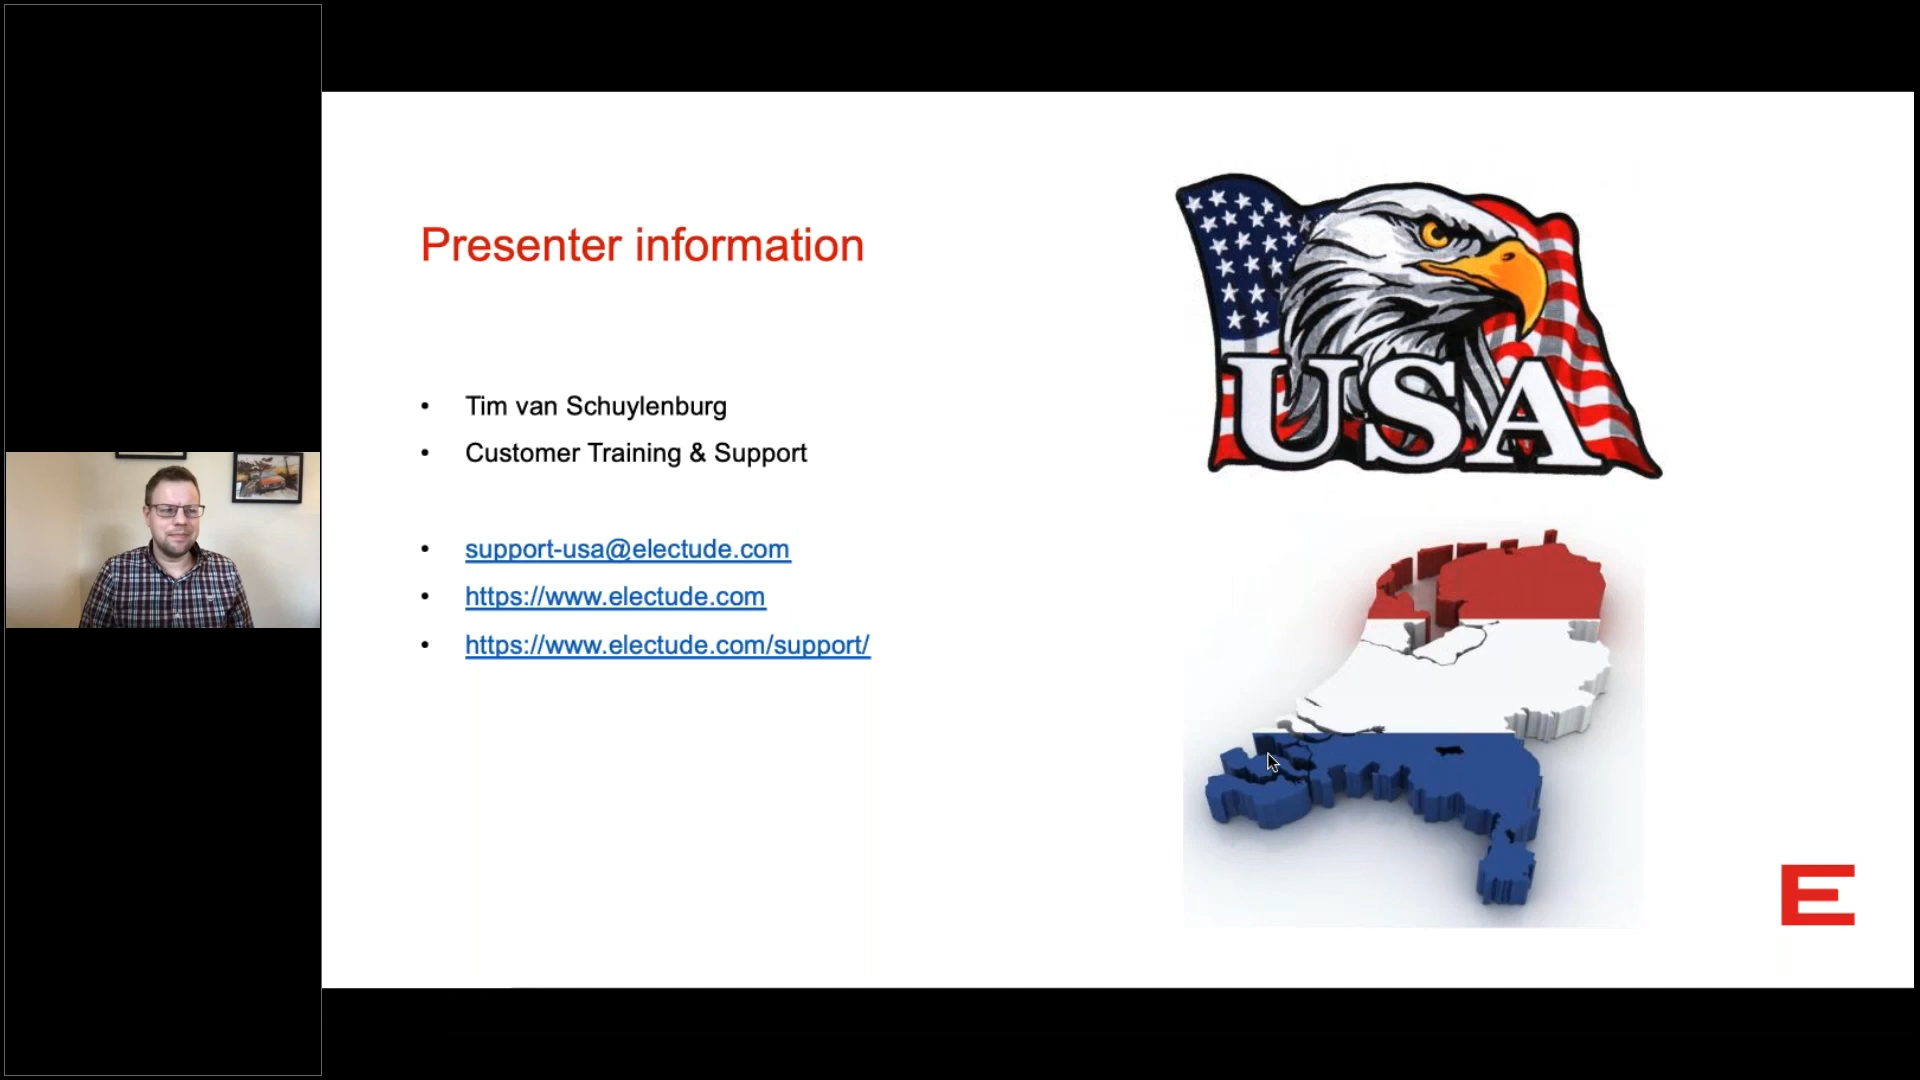 Presenter information
Tim van Schuylenburg
Customer Training & Support
support-usa@electude.com
https://www.electude.com
https://www.electude.com/support/
USA
E